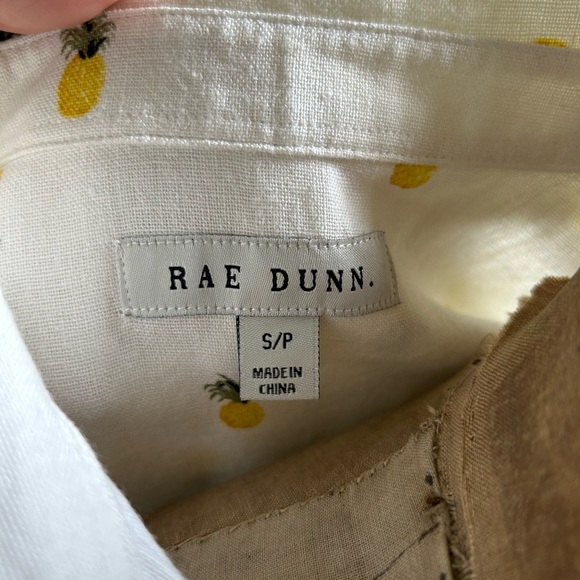 RAE DUNN.
S/P
MADE IN
CHINA